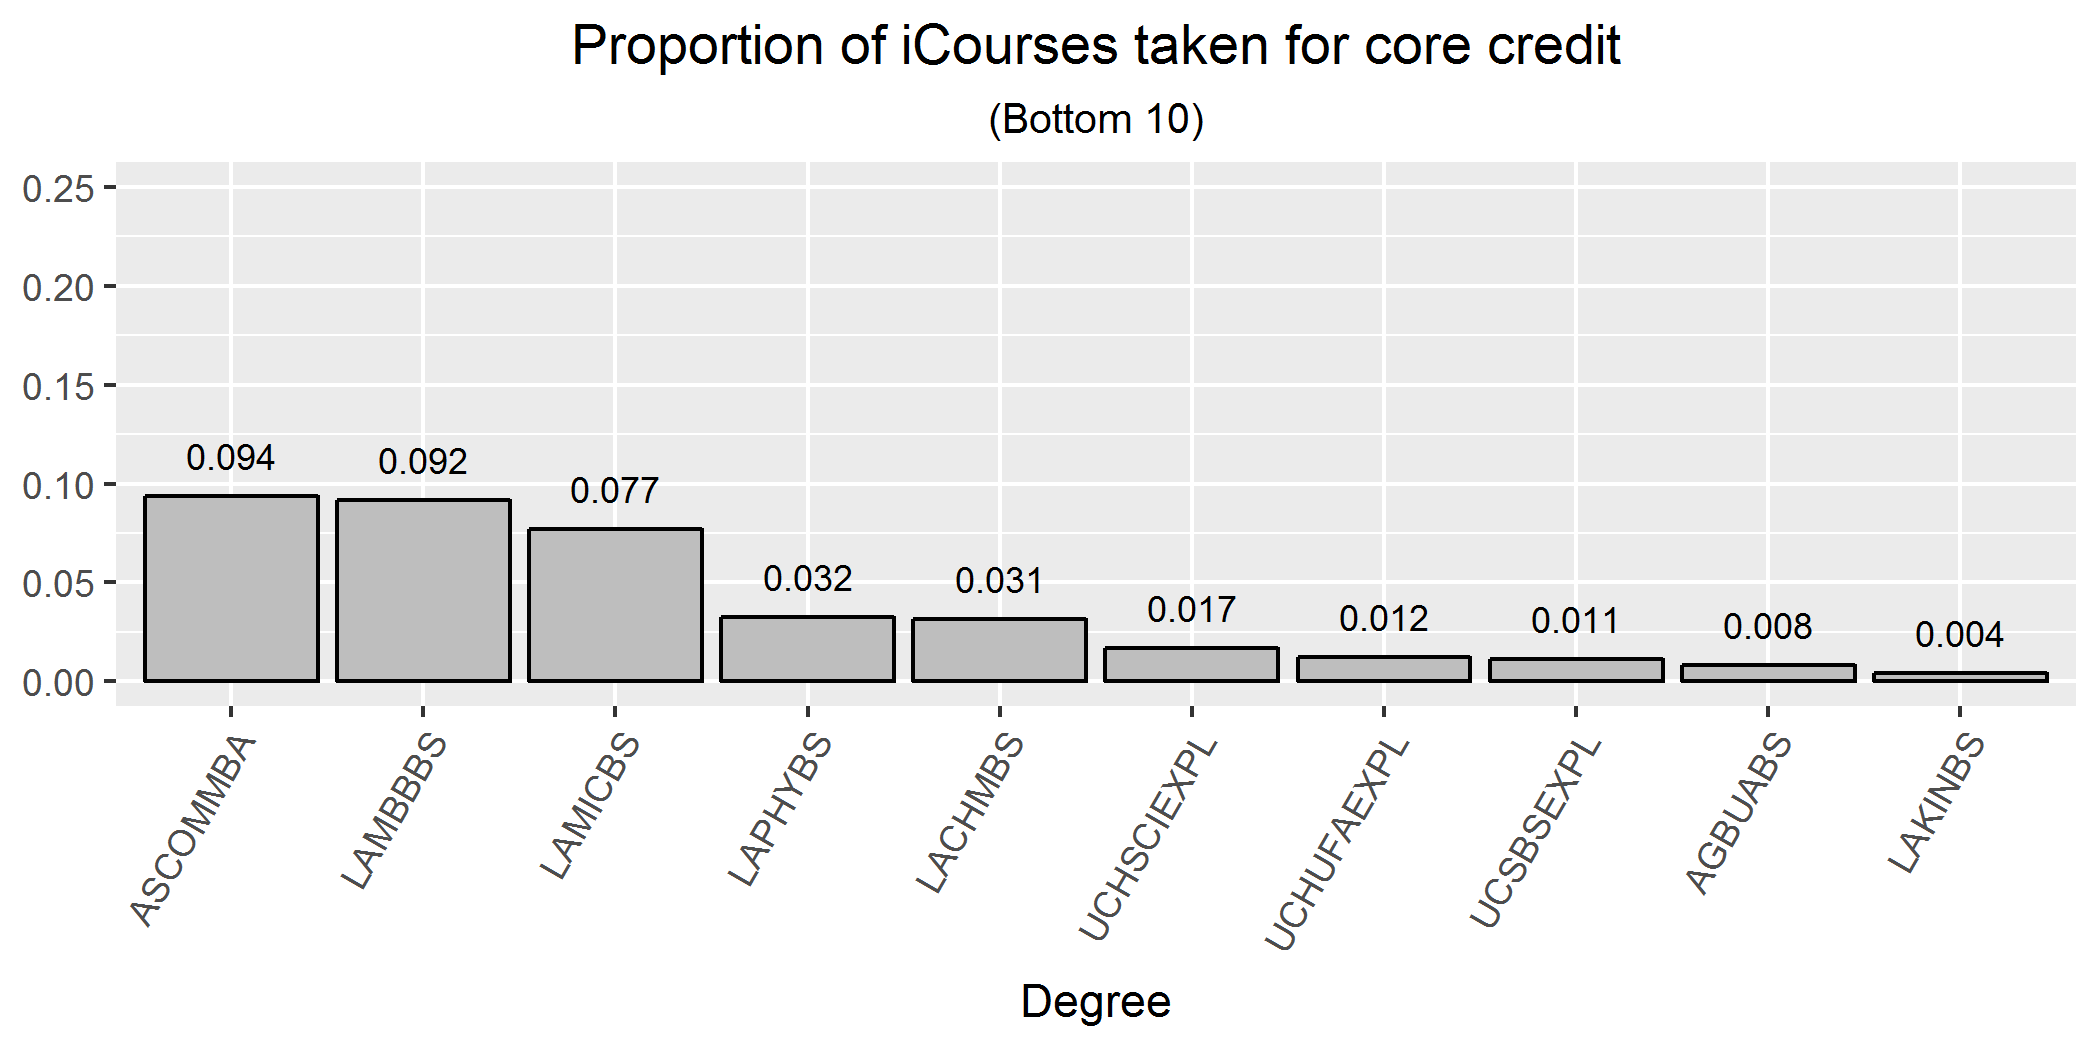 Proportion of iCourses taken for core credit
(Bottom 10)
0.25
0.20
0.15
0.10
0.05
0.00
0.094
0.092
0.077
0.032
0.031
0.017
0.012
0.011
0.008
0.004
ASCOMMBA
LAMBBBS
LAMICBS
LAPHYBS
LACHMBS
UCHSCIEXPL
UCHUFAEXPL
UCSBSEXPL
AGBUABS
LAKINBS
Degree